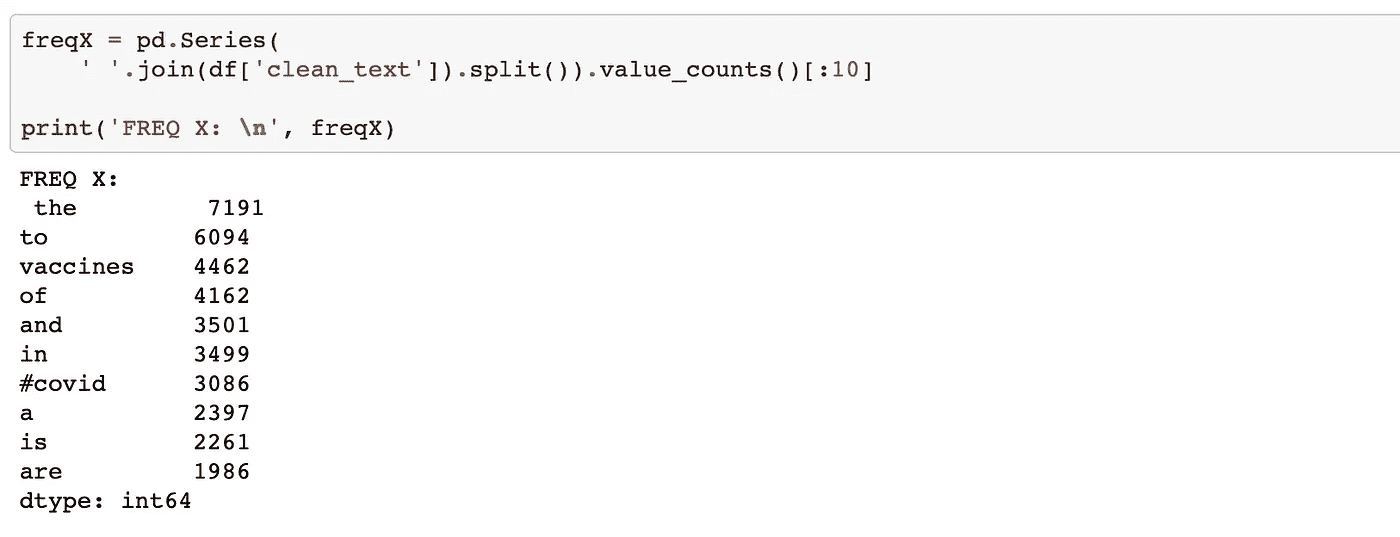 freqX = pd.Series(
    ' '.join(df['clean_text']).split()).value_counts()[:10]
print('FREQ X: \n', freqX)
FREQ X:
 the         7191
to          6094
vaccines    4462
of          4162
and         3501
in          3499
#covid      3086
a           2397
is          2261
are         1986
dtype: int64